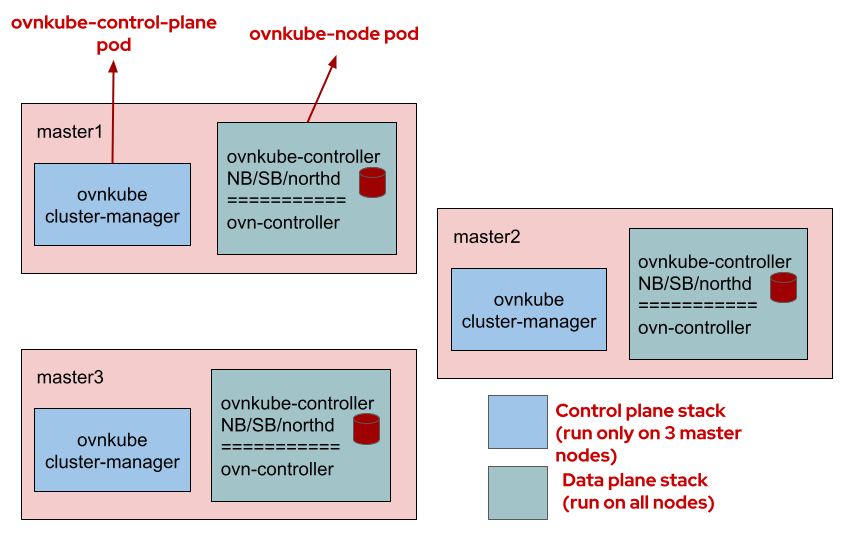 ovnkube-control-plane
pod
ovnkube-node pod
master1
ovnkube
cluster-manager
ovnkube-controller
NB/SB/northd
===========
ovn-controller
master2
ovnkube
cluster-manager
ovnkube-controller
NB/SB/northd
===========
ovn-controller
master3
ovnkube
cluster-manager
ovnkube-controller
NB/SB/northd
===========
ovn-controller
Control plane stack
(run only on 3 master
nodes)
Data plane stack
(run on all nodes)